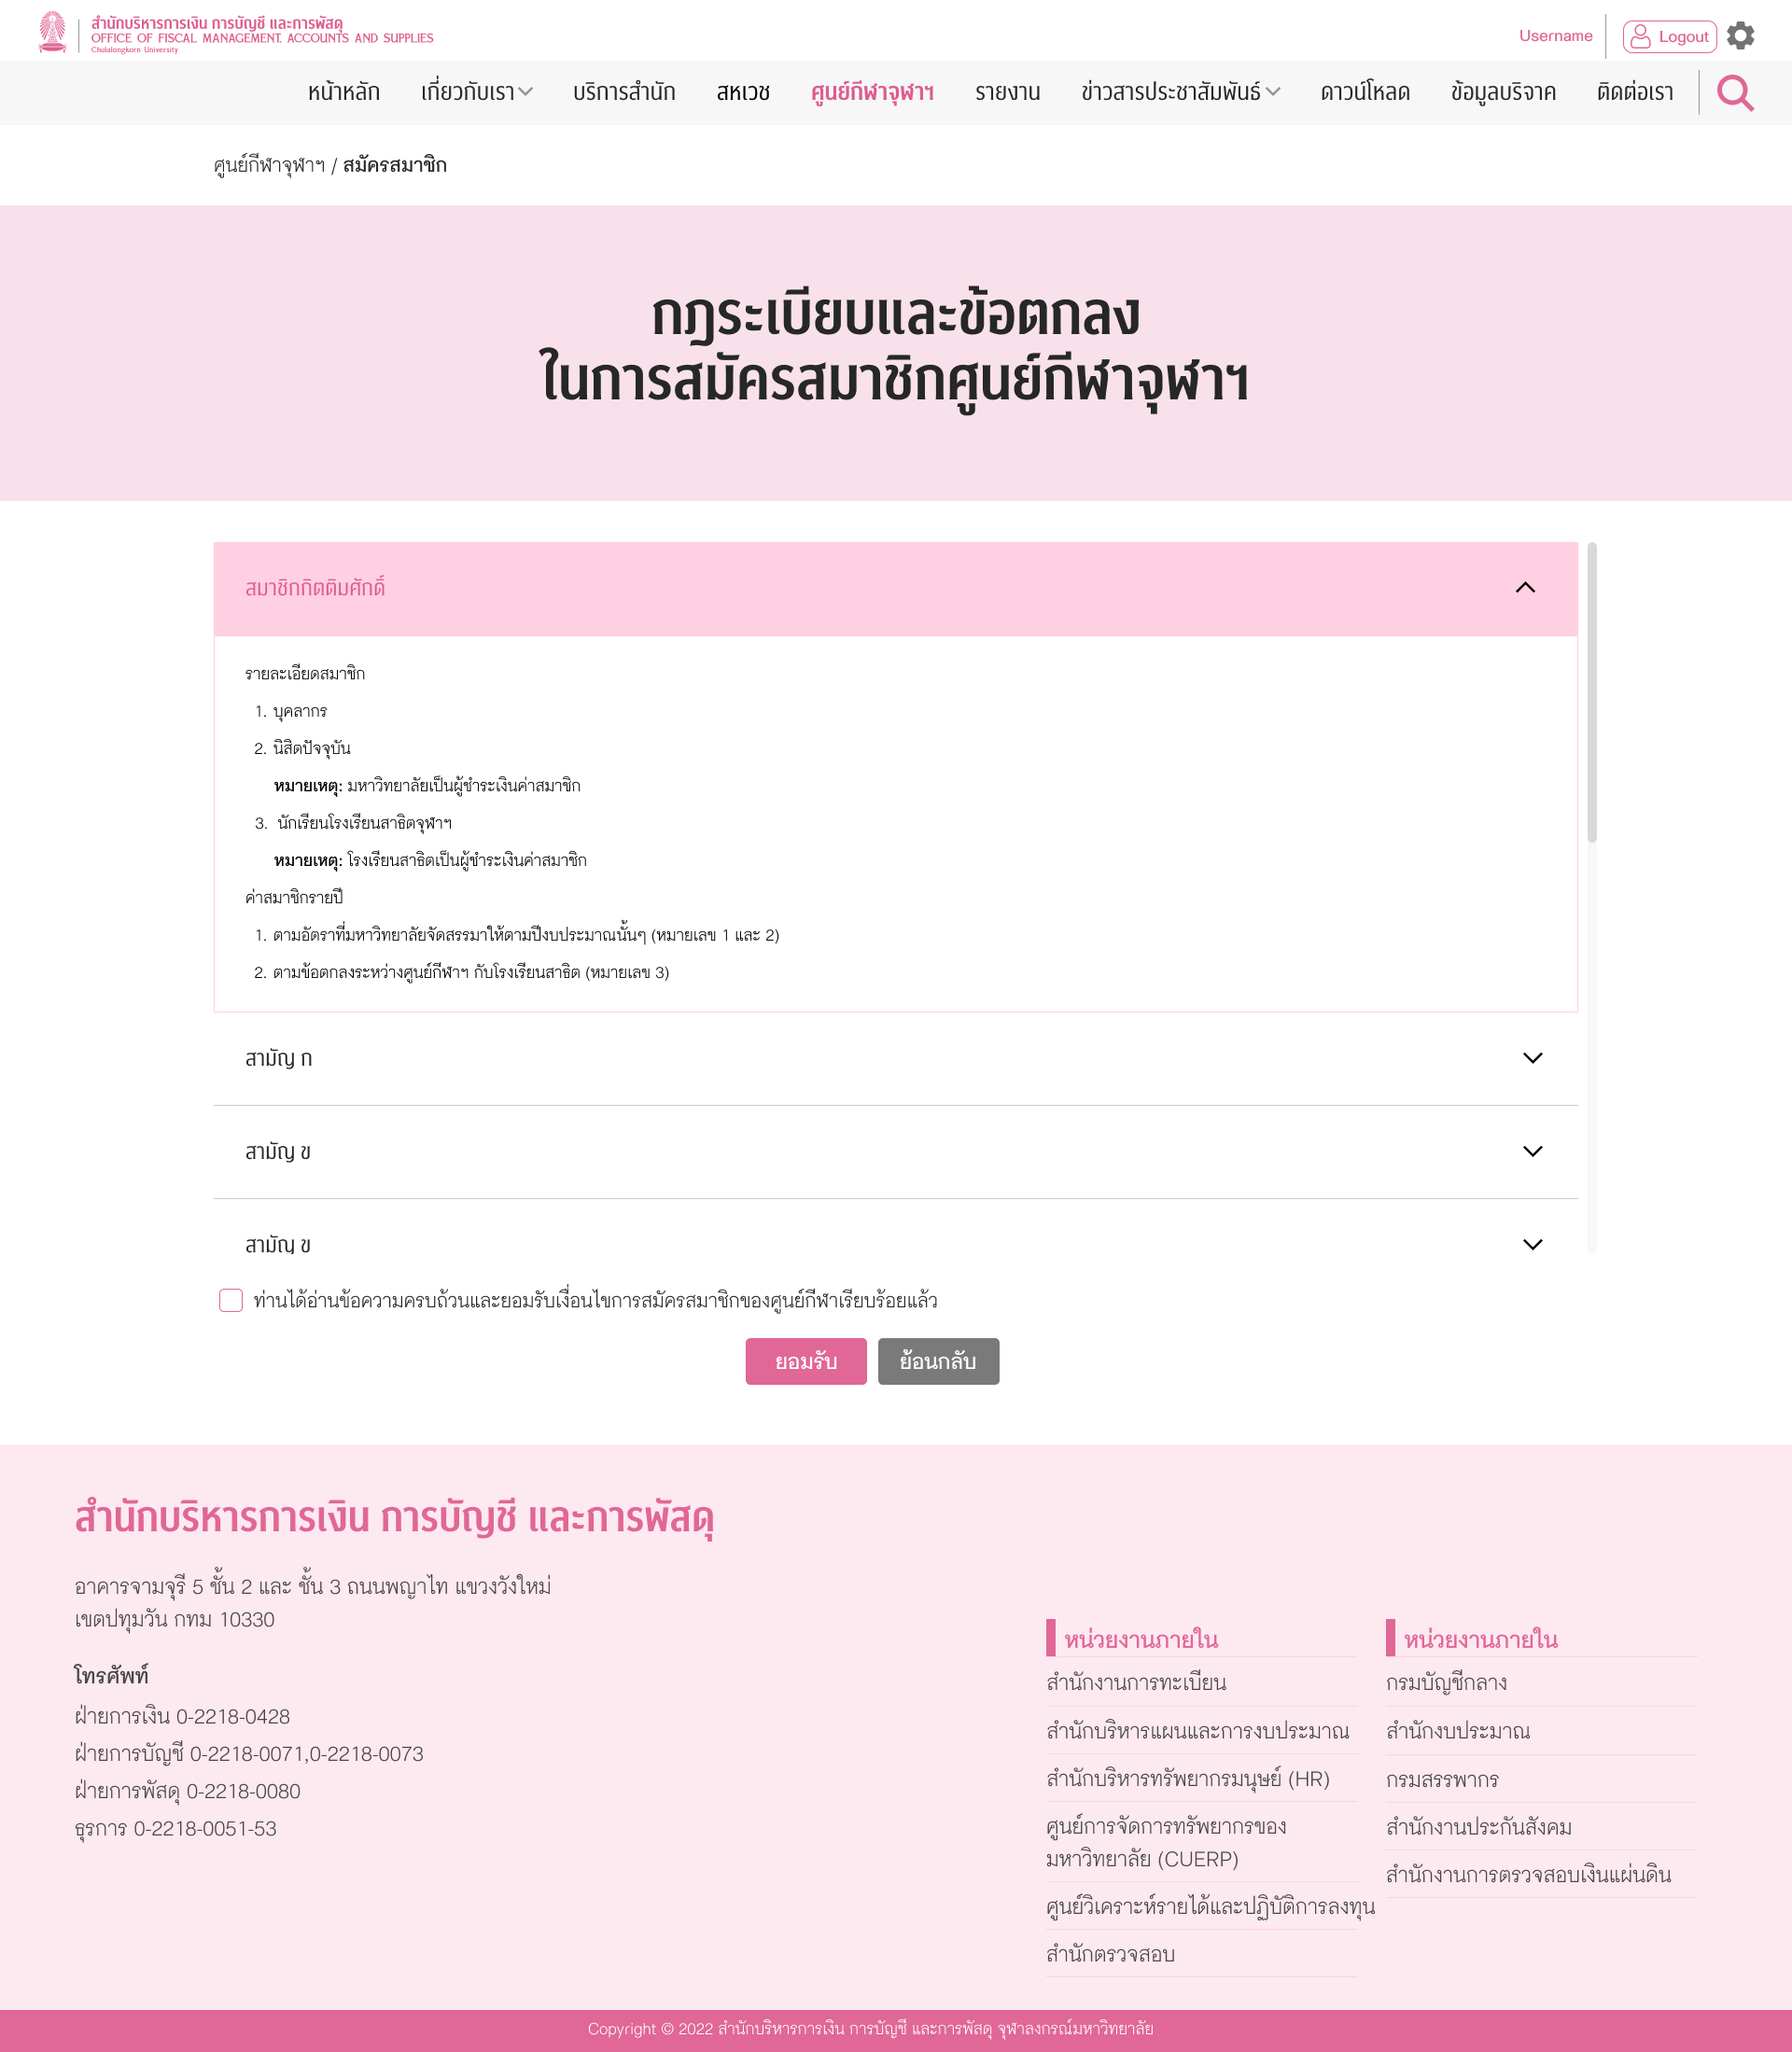 สำนักบริหารการเงิน การบัญชี และการพัสดุ
OFFICE OF FISCAL MANAGEMENT, ACCOUNTS AND SUPPLIES
Chulalongkorn University
Username
Logout
หน้าหลัก
เกี่ยวกับเรา
บริการสำนัก
สหเวช
ศูนย์กีฬาจุฬาฯ
รายงาน
ข่าวสารประชาสัมพันธ์
ดาวน์โหลด
ข้อมูลบริจาค
ติดต่อเรา
ศูนย์กีฬาจุฬาฯ / สมัครสมาชิก
กฎระเบียบและข้อตกลง
ในการสมัครสมาชิกศูนย์กีฬาจุฬาฯ
สมาชิกกิตติมศักดิ์
รายละเอียดสมาชิก
1. บุคลากร
2. นิสิตปัจจุบัน
หมายเหตุ: มหาวิทยาลัยเป็นผู้ชำระเงินค่าสมาชิก
3. นักเรียนโรงเรียนสาธิตจุฬาฯ
หมายเหตุ: โรงเรียนสาธิตเป็นผู้ชำระเงินค่าสมาชิก
ค่าสมาชิกรายปี
1. ตามอัตราที่มหาวิทยาลัยจัดสรรมาให้ตามปีงบประมาณนั้นๆ (หมายเลข 1 และ 2)
2. ตามข้อตกลงระหว่างศูนย์กีฬาฯ กับโรงเรียนสาธิต (หมายเลข 3)
สามัญ ก
สามัญ ข
สามัญ ข
ท่านได้อ่านข้อความครบถ้วนและยอมรับเงื่อนไขการสมัครสมาชิกของศูนย์กีฬาเรียบร้อยแล้ว
ยอมรับ
ย้อนกลับ
สำนักบริหารการเงิน การบัญชี และการพัสดุ
อาคารจามจุรี 5 ชั้น 2 และ ชั้น 3 ถนนพญาไท แขวงวังใหม่
เขตปทุมวัน กทม 10330
โทรศัพท์
ฝ่ายการเงิน 0-2218-0428
ฝ่ายการบัญชี 0-2218-0071,0-2218-0073
ฝ่ายการพัสดุ 0-2218-0080
ธุรการ 0-2218-0051-53
หน่วยงานภายใน
สำนักงานการทะเบียน
สำนักบริหารแผนและการงบประมาณ
สำนักบริหารทรัพยากรมนุษย์ (HR)
ศูนย์การจัดการทรัพยากรของ
มหาวิทยาลัย (CUERP)
ศูนย์วิเคราะห์รายได้และปฏิบัติการลงทุน
สำนักตรวจสอบ
หน่วยงานภายใน
กรมบัญชีกลาง
สำนักงบประมาณ
กรมสรรพากร
สำนักงานประกันสังคม
สำนักงานการตรวจสอบเงินแผ่นดิน
Copyright © 2022 สำนักบริหารการเงิน การบัญชี และการพัสดุ จุฬาลงกรณ์มหาวิทยาลัย